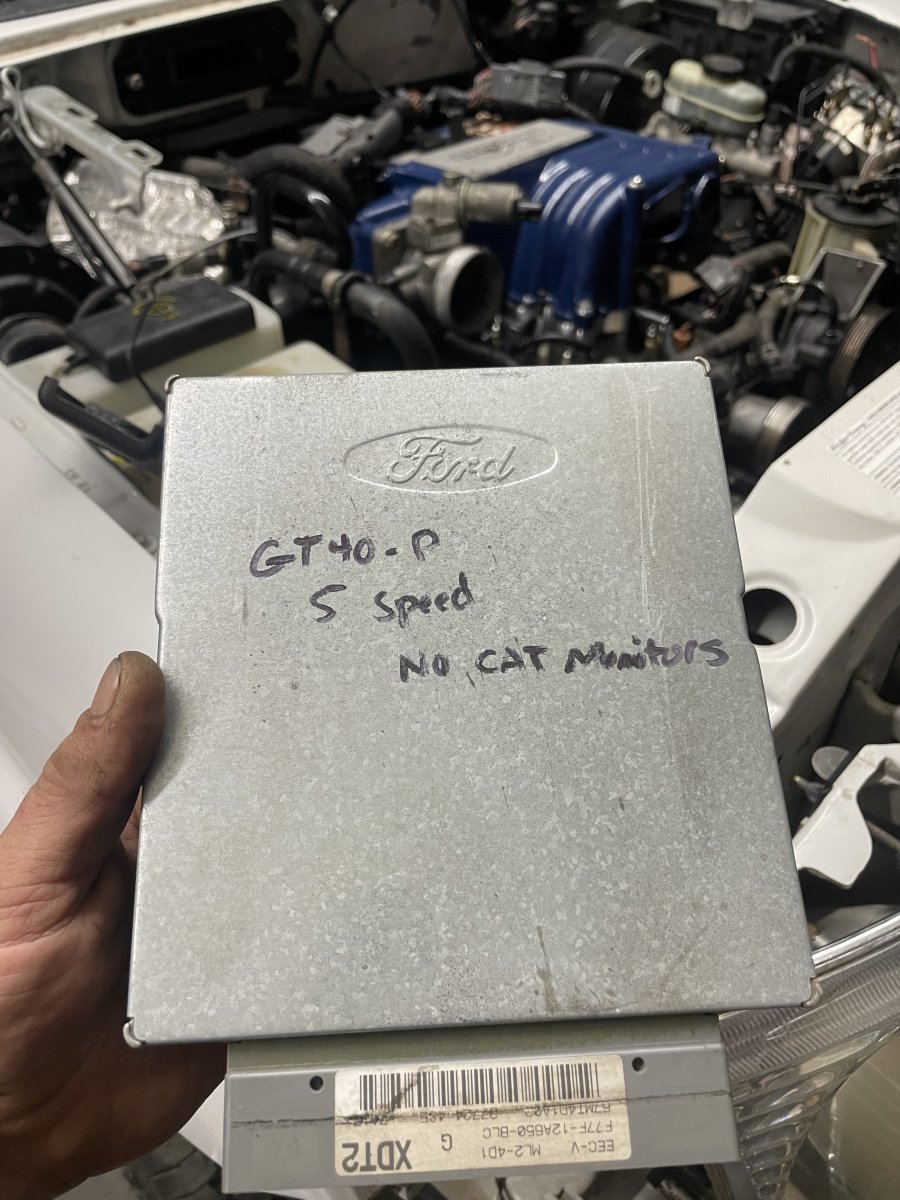 Ford
GT40-P
5 Speed
NO CAT Monitors
EEC-V ML2-4D1
F77F-12A650-BLC G
XDT2